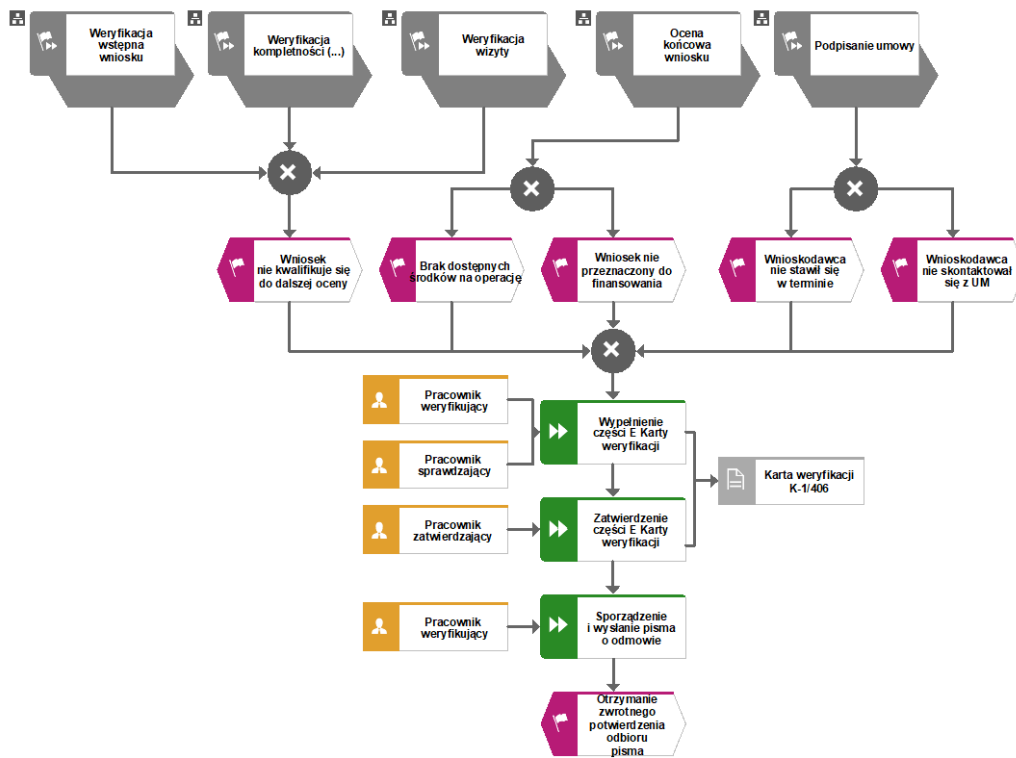 Weryfikacja
wstępna
wniosku
Weryfikacja
kompletności (...)
Weryfikacja
wizyty
Ocena
końcowa
wniosku
Podpisanie umowy
Wniosek
nie kwalifikuje się
do dalszej oceny
Brak dostępnych
środków na operację
Wniosek nie
przeznaczony do
finansowania
Wnioskodawca
nie stawił się
w terminie
Wnioskodawca
nie skontaktował
się z UM
Pracownik
weryfikujący
Wypełnienie
części E Karty
weryfikacji
Pracownik
sprawdzający
Karta weryfikacji
K-1/406
Pracownik
zatwierdzający
Zatwierdzenie
części E Karty
weryfikacji
Pracownik
weryfikujący
Sporządzenie
i wysłanie pisma
o odmowie
Otrzymanie
zwrotnego
potwierdzenia
odbioru
pisma